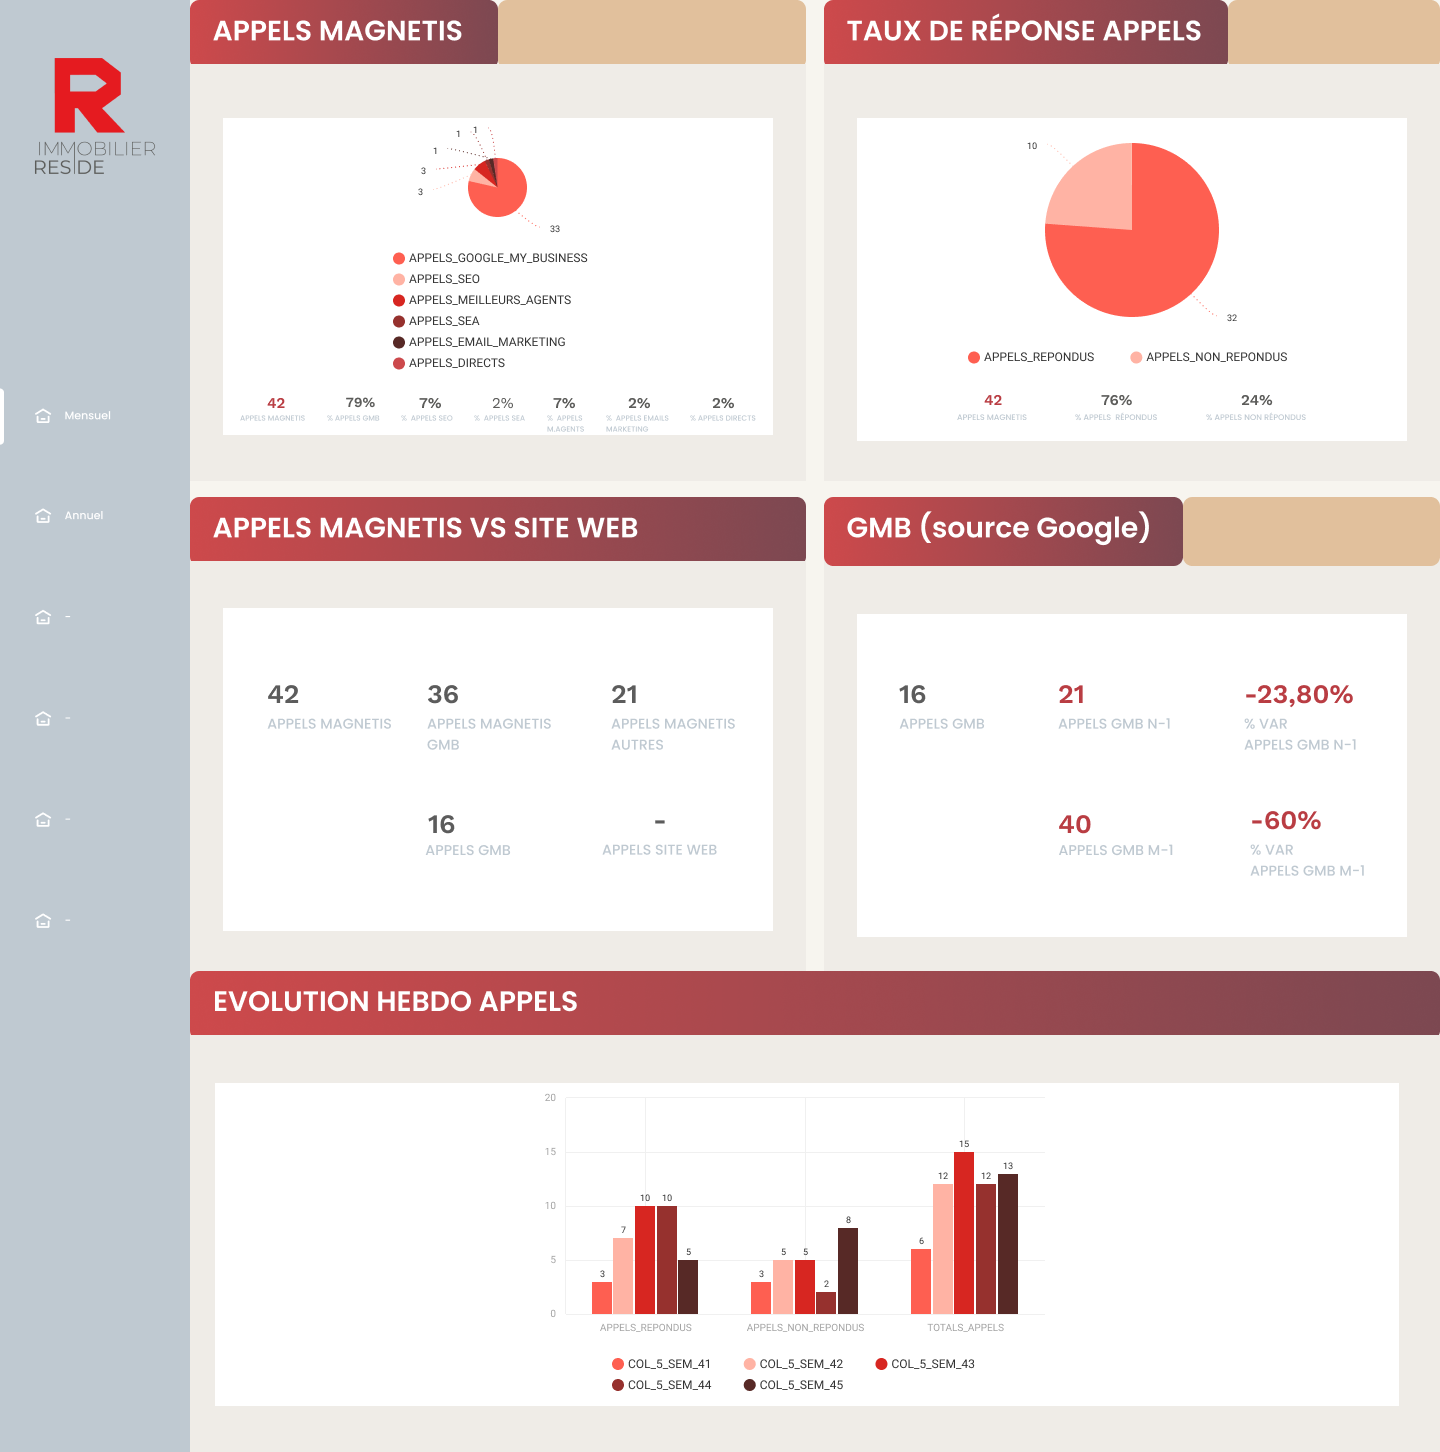 IMMOBILIER
RESIDE
Mensuel
Annuel
-
-
-
-
APPELS MAGNETIS
1
1
1
3
3
33
APPELS_GOOGLE_MY_BUSINESS
APPELS_SEO
APPELS_MEILLEURS_AGENTS
APPELS_SEA
APPELS_EMAIL_MARKETING
APPELS_DIRECTS
42 79% 7% 2% 7% 2% 2%
APPELS MAGNETIS % APPELS GMB % APPELS SEO % APPELS SEA % APPELS % APPELS EMAILS % APPELS DIRECTS
M.AGENTS MARKETING
TAUX DE RÉPONSE APPELS
10
32
APPELS_REPONDUS APPELS_NON_REPONDUS
42 76% 24%
APPELS MAGNETIS % APPELS RÉPONDUS % APPELS NON RÉPONDUS
APPELS MAGNETIS VS SITE WEB
42 36 21
APPELS MAGNETIS APPELS MAGNETIS APPELS MAGNETIS
GMB AUTRES
16 -
APPELS GMB APPELS SITE WEB
GMB (source Google)
16 21 -23,80%
APPELS GMB APPELS GMB N-1 % VAR
APPELS GMB N-1
40 -60%
APPELS GMB M-1 % VAR
APPELS GMB M-1
EVOLUTION HEBDO APPELS
20
15
10
5
0
3 7 10 10 5
3 5 5 2 8
6 12 15 12 13
APPELS_REPONDUS APPELS_NON_REPONDUS TOTALS_APPELS
COL_5_SEM_41 COL_5_SEM_42 COL_5_SEM_43
COL_5_SEM_44 COL_5_SEM_45